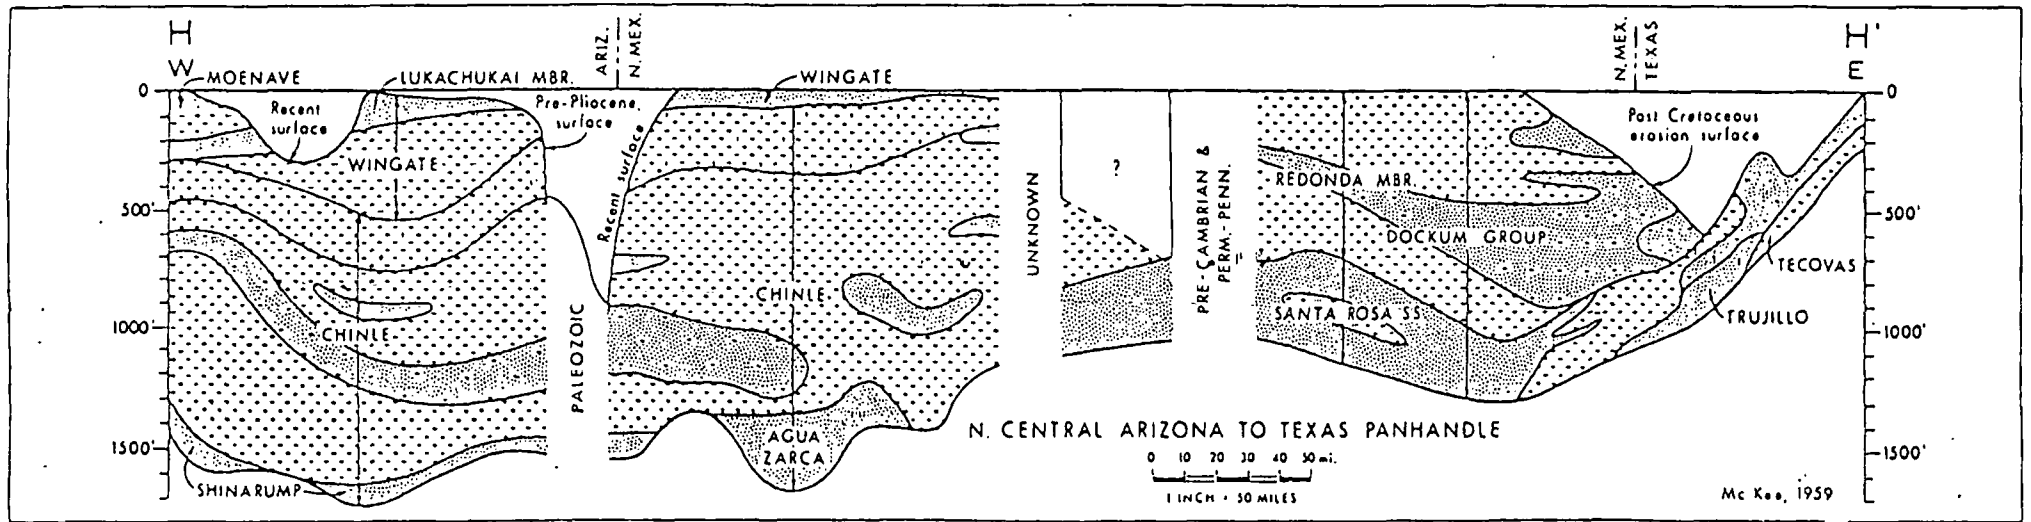 H
W
MOENAVE
LUKACHUKAI MBR.
Recent
surface
ARIZ.
N. MEX.
Pre-Pliocene
surface
WINGATE
N. MEX.
TEXAS
H'
E
0
500'
1000'
1500'
WINGATE
CHINLE
SHINARUMP
PALEOZOIC
Recent surface
CHINLE
AGUA
ZARCA
UNKNOWN
?
PRE-CAMBRIAN &
PERM.-PENN.
REDONDA MBR.
DOCKUM GROUP
SANTA ROSA SS
Post Cretaceous
erosion surface
TECOVAS
TRUJILLO
0
500'
1000'
1500'
N. CENTRAL ARIZONA TO TEXAS PANHANDLE
0 10 20 30 40 50 mi.
1 INCH = 50 MILES
Mc Kee, 1959